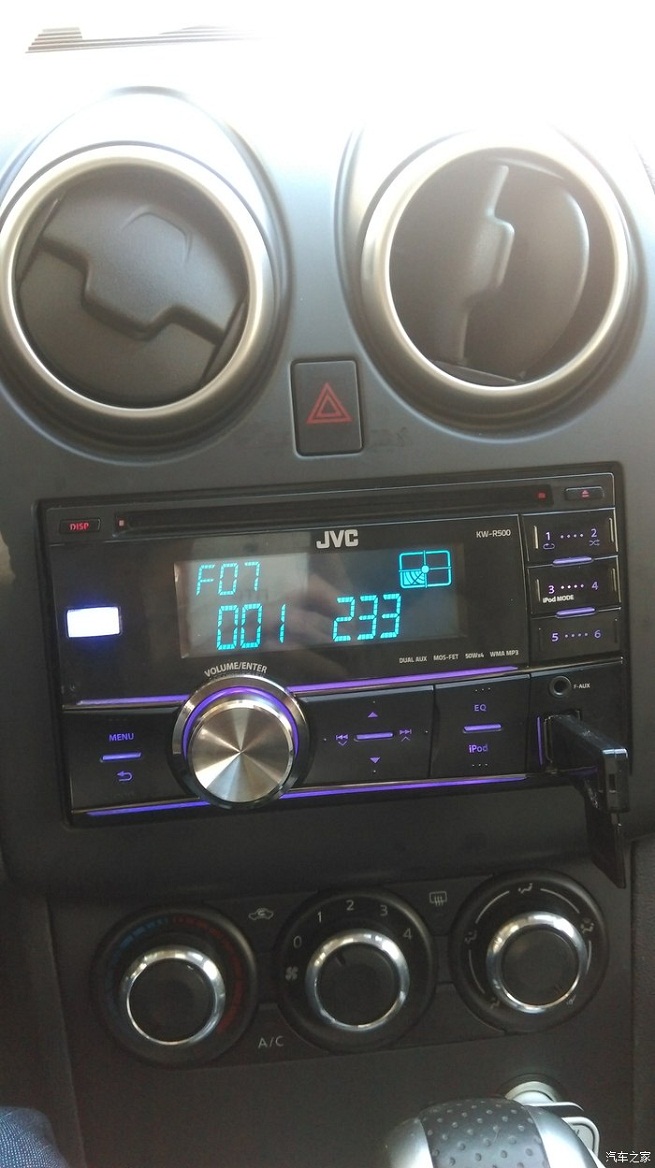 DISP
JVC
KW-R500
1 2
3 4
iPod MODE
5 6
F07
001 233
DUAL AUX MOS-FET 50Wx4 WMA MP3
VOLUME/ENTER
F-AUX
MENU
EQ
iPod
0 1 2 3 4
A/C
汽车之家